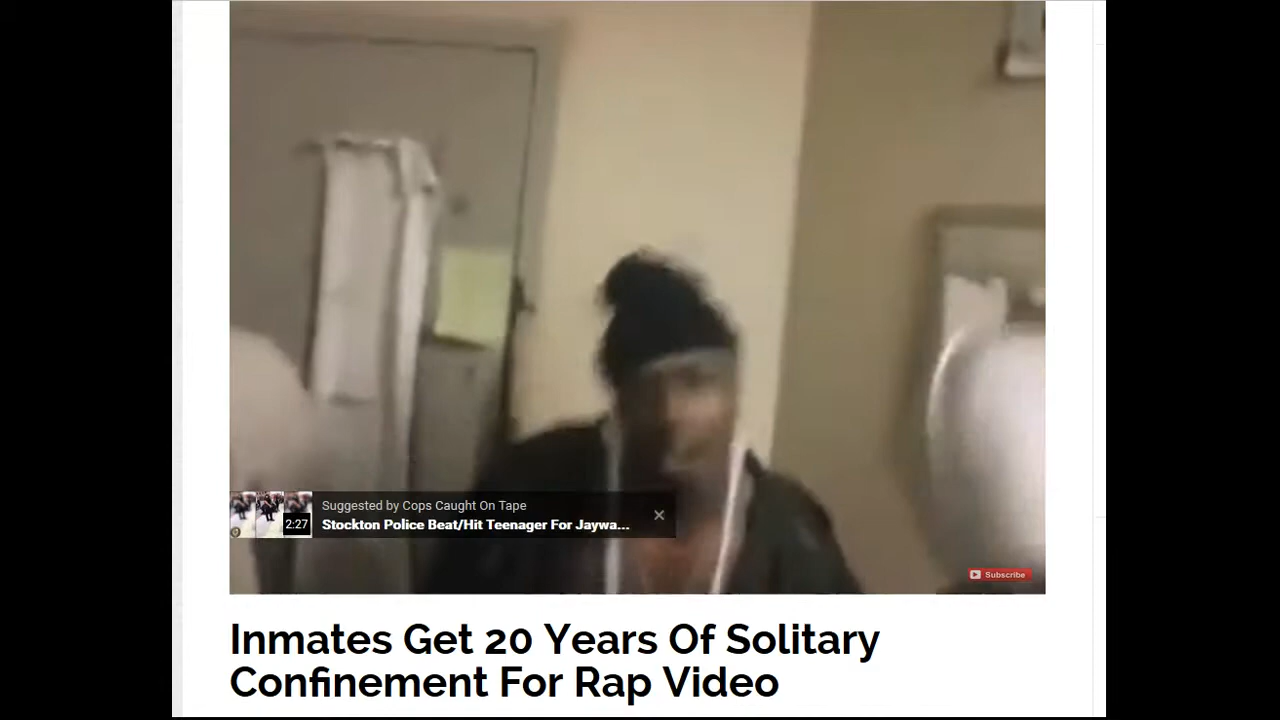 Suggested by Cops Caught On Tape
2:27
Stockton Police Beat/Hit Teenager For Jaywa...
Subscribe
Inmates Get 20 Years Of Solitary
Confinement For Rap Video